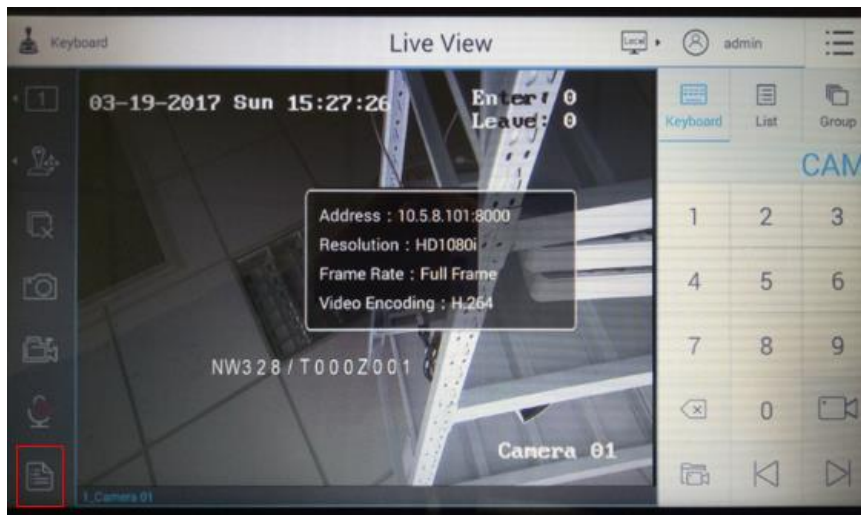 Keyboard
Live View
Local
admin
1
03-19-2017 Sun 15:27:26
Enter: 0
Leave: 0
Keyboard
List
Group
CAM
Address : 10.5.8.101:8000
Resolution : HD1080i
Frame Rate : Full Frame
Video Encoding : H.264
1 2 3
4 5 6
7 8 9
0
NW328/T000Z001
Camera 01
1_Camera 01